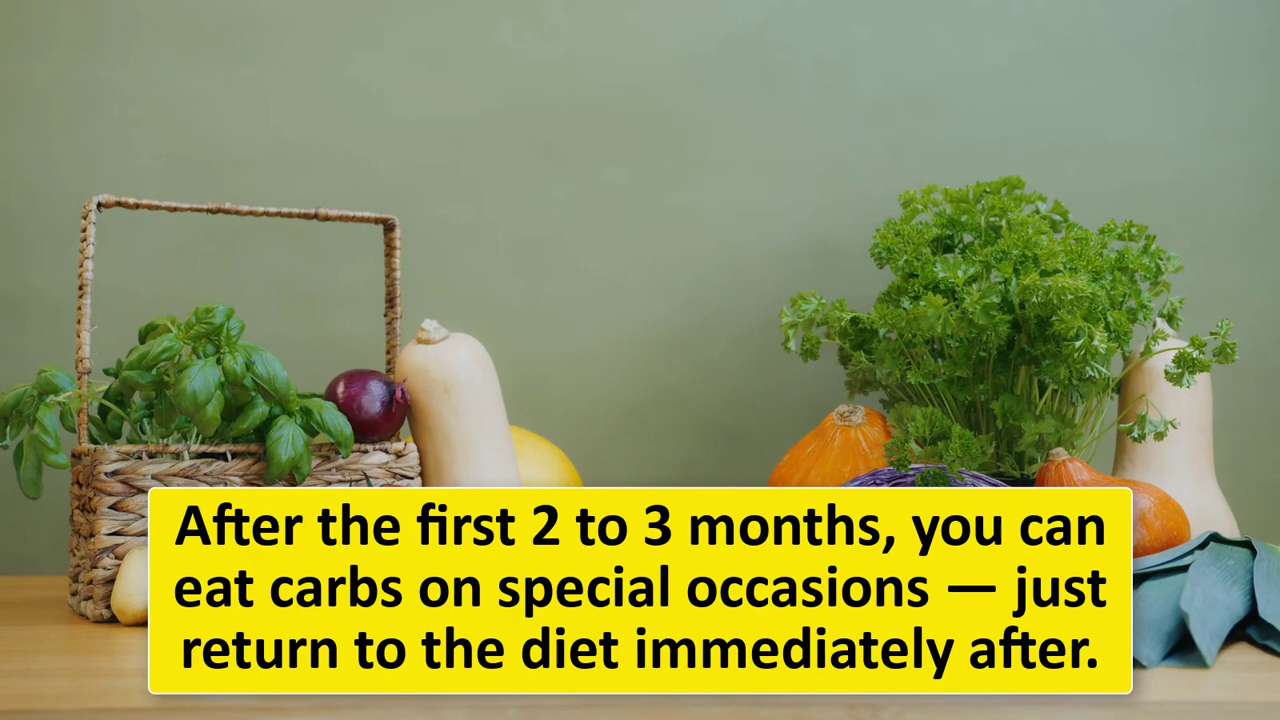 After the first 2 to 3 months, you can
eat carbs on special occasions — just
return to the diet immediately after.